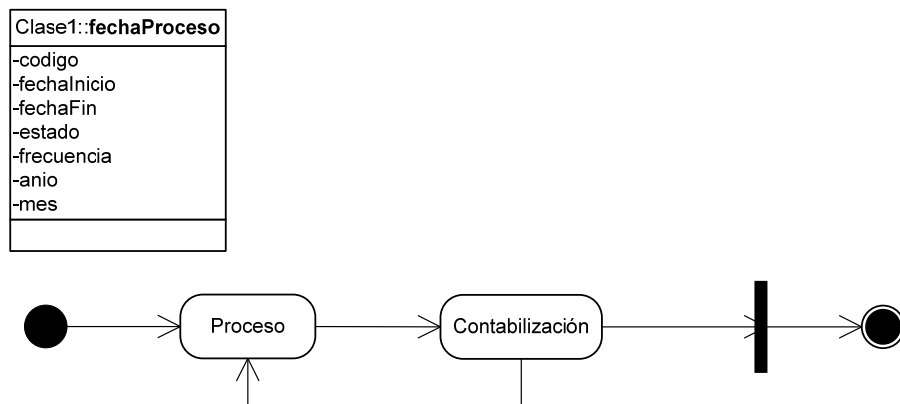 Clase1::fechaProceso
-codigo
-fechaInicio
-fechaFin
-estado
-frecuencia
-anio
-mes
Proceso
Contabilización